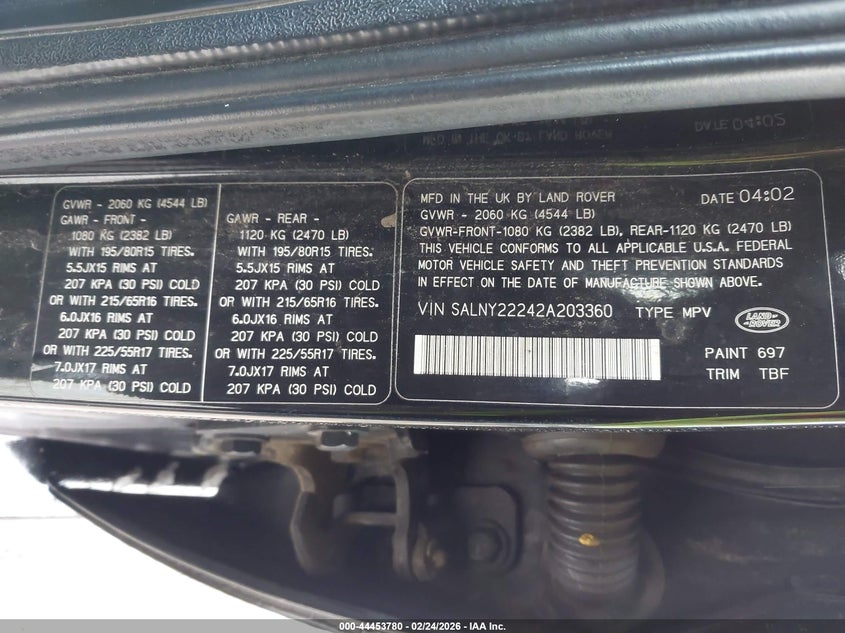 GVWR - 2060 KG (4544 LB)
GAWR - FRONT -
1080 KG (2382 LB)
WITH 195/80R15 TIRES.
5.5JX15 RIMS AT
207 KPA (30 PSI) COLD
OR WITH 215/65R16 TIRES.
6.0JX16 RIMS AT
207 KPA (30 PSI) COLD
OR WITH 225/55R17 TIRES.
7.0JX17 RIMS AT
207 KPA (30 PSI) COLD
GAWR - REAR -
1120 KG (2470 LB)
WITH 195/80R15 TIRES.
5.5JX15 RIMS AT
207 KPA (30 PSI) COLD
OR WITH 215/65R16 TIRES.
6.0JX16 RIMS AT
207 KPA (30 PSI) COLD
OR WITH 225/55R17 TIRES.
7.0JX17 RIMS AT
207 KPA (30 PSI) COLD
MFD IN THE UK BY LAND ROVER DATE 04:02
GVWR - 2060 KG (4544 LB)
GVWR-FRONT-1080 KG (2382 LB), REAR-1120 KG (2470 LB)
THIS VEHICLE CONFORMS TO ALL APPLICABLE U.S.A. FEDERAL
MOTOR VEHICLE SAFETY AND THEFT PREVENTION STANDARDS
IN EFFECT ON THE DATE OF MANUFACTURE SHOWN ABOVE.
VIN SALNY22242A203360 TYPE MPV
LAND
ROVER
PAINT 697
TRIM TBF
000-44453780 - 02/24/2026 - IAA Inc.